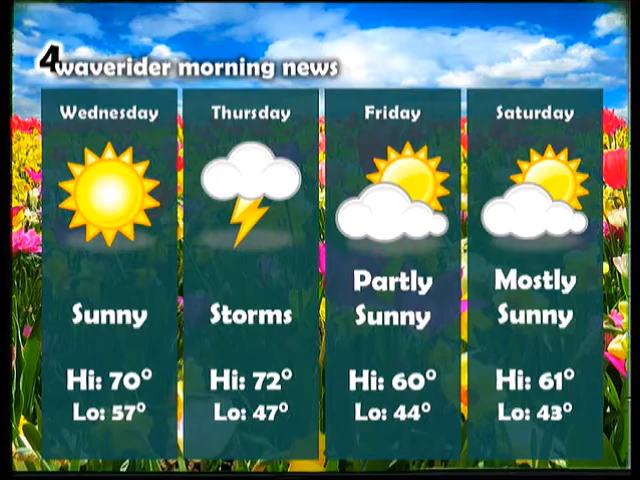 4waverider morning news
Wednesday
Sunny
Hi: 70°
Lo: 57°
Thursday
Storms
Hi: 72°
Lo: 47°
Friday
Partly
Sunny
Hi: 60°
Lo: 44°
Saturday
Mostly
Sunny
Hi: 61°
Lo: 43°